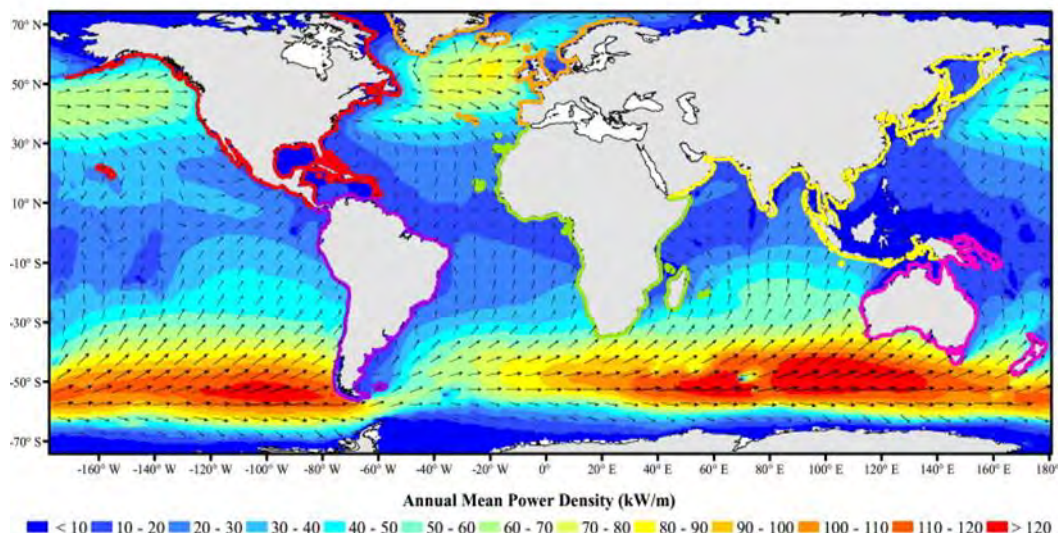 70° N
50° N
30° N
10° N
-10° S
-30° S
-50° S
-70° S
-160° W -140° W -120° W -100° W -80° W -60° W -40° W -20° W 0° 20° E 40° E 60° E 80° E 100° E 120° E 140° E 160° E 180° E
Annual Mean Power Density (kW/m)
< 10 10 - 20 20 - 30 30 - 40 40 - 50 50 - 60 60 - 70 70 - 80 80 - 90 90 - 100 100 - 110 110 - 120 > 120